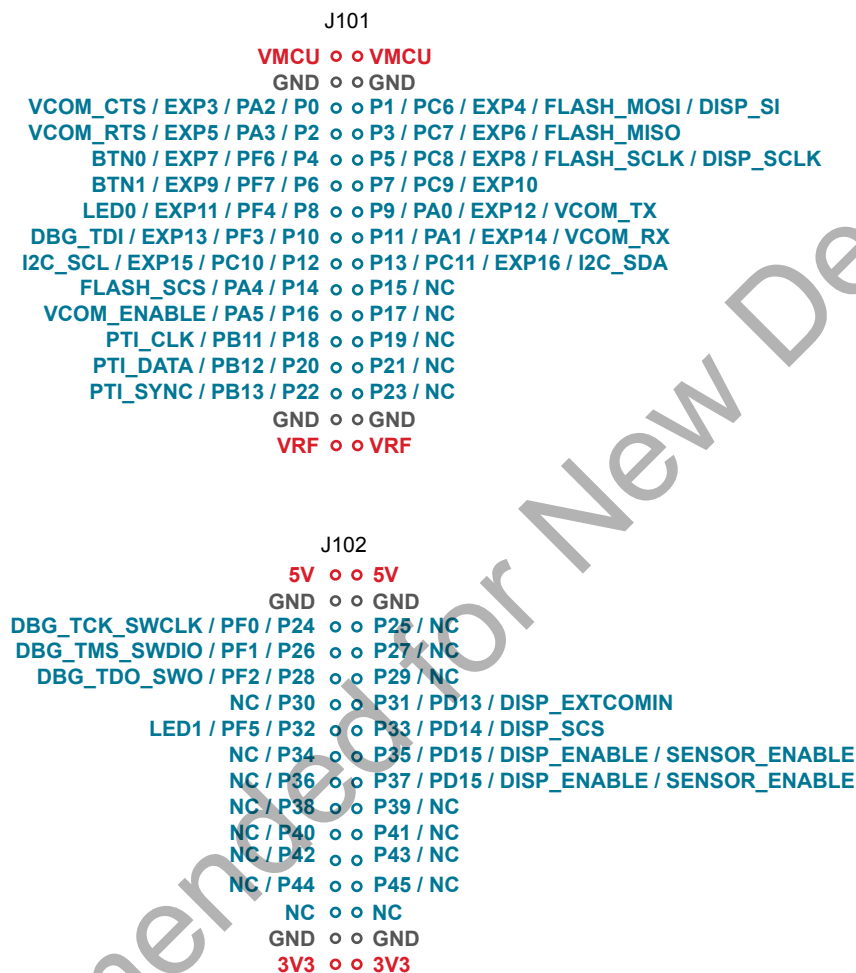 J101
VMCU VMCU
GND GND
VCOM_CTS / EXP3 / PA2 / P0 P1 / PC6 / EXP4 / FLASH_MOSI / DISP_SI
VCOM_RTS / EXP5 / PA3 / P2 P3 / PC7 / EXP6 / FLASH_MISO
BTN0 / EXP7 / PF6 / P4 P5 / PC8 / EXP8 / FLASH_SCLK / DISP_SCLK
BTN1 / EXP9 / PF7 / P6 P7 / PC9 / EXP10
LED0 / EXP11 / PF4 / P8 P9 / PA0 / EXP12 / VCOM_TX
DBG_TDI / EXP13 / PF3 / P10 P11 / PA1 / EXP14 / VCOM_RX
I2C_SCL / EXP15 / PC10 / P12 P13 / PC11 / EXP16 / I2C_SDA
FLASH_SCS / PA4 / P14 P15 / NC
VCOM_ENABLE / PA5 / P16 P17 / NC
PTI_CLK / PB11 / P18 P19 / NC
PTI_DATA / PB12 / P20 P21 / NC
PTI_SYNC / PB13 / P22 P23 / NC
GND GND
VRF VRF
J102
5V 5V
GND GND
DBG_TCK_SWCLK / PF0 / P24 P25 / NC
DBG_TMS_SWDIO / PF1 / P26 P27 / NC
DBG_TDO_SWO / PF2 / P28 P29 / NC
NC / P30 P31 / PD13 / DISP_EXTCOMIN
LED1 / PF5 / P32 P33 / PD14 / DISP_SCS
NC / P34 P35 / PD15 / DISP_ENABLE / SENSOR_ENABLE
NC / P36 P37 / PD15 / DISP_ENABLE / SENSOR_ENABLE
NC / P38 P39 / NC
NC / P40 P41 / NC
NC / P42 P43 / NC
NC / P44 P45 / NC
NC NC
GND GND
3V3 3V3
mended for New De